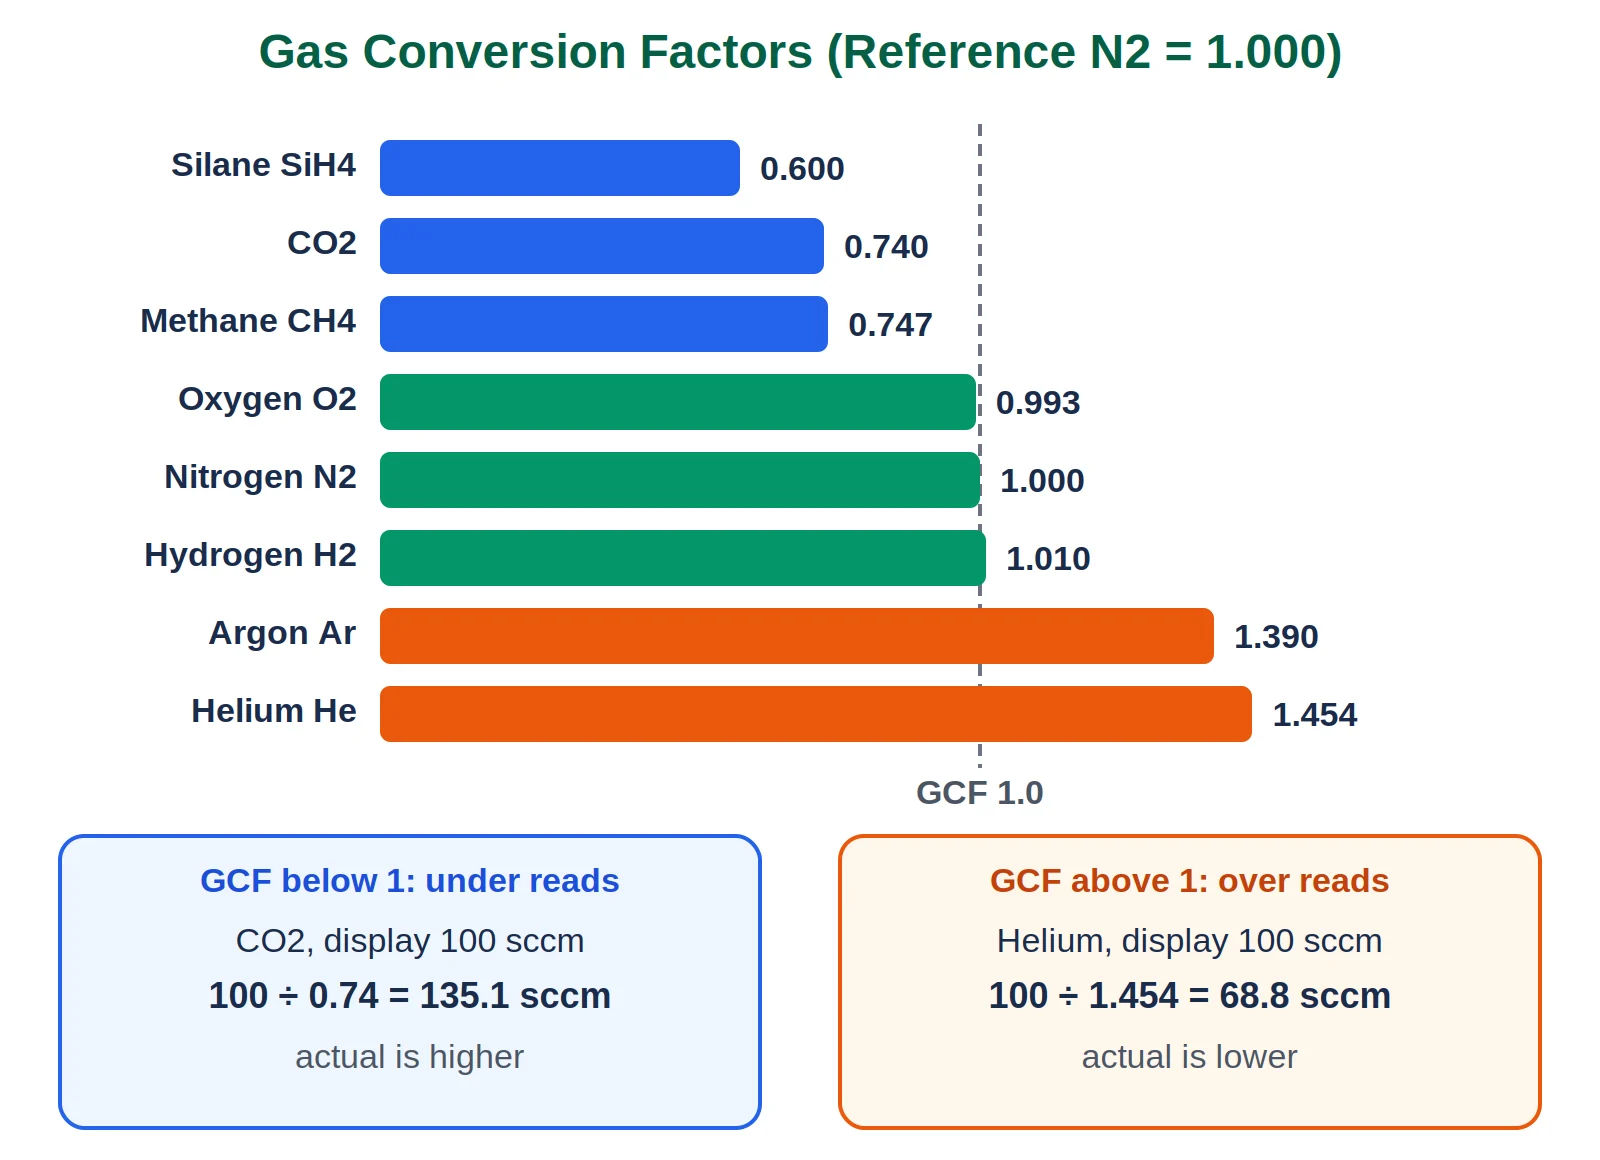 Gas Conversion Factors (Reference N2 = 1.000)
Silane SiH4 0.600
CO2 0.740
Methane CH4 0.747
Oxygen O2 0.993
Nitrogen N2 1.000
Hydrogen H2 1.010
Argon Ar 1.390
Helium He 1.454
GCF 1.0
GCF below 1: under reads
CO2, display 100 sccm
100 ÷ 0.74 = 135.1 sccm
actual is higher
GCF above 1: over reads
Helium, display 100 sccm
100 ÷ 1.454 = 68.8 sccm
actual is lower